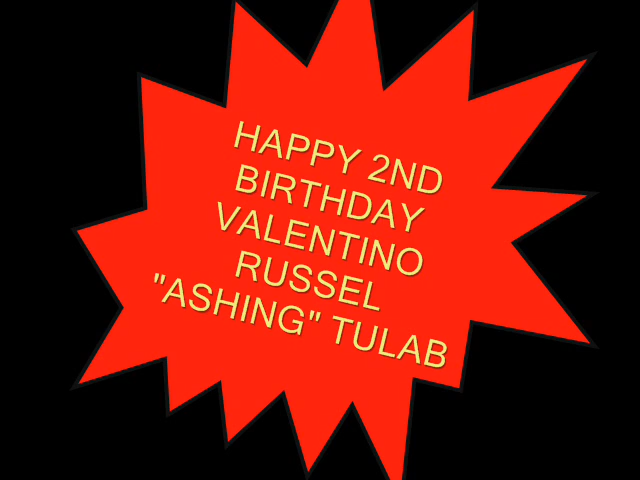 HAPPY 2ND
BIRTHDAY
VALENTINO
RUSSEL
"ASHING" TULAB